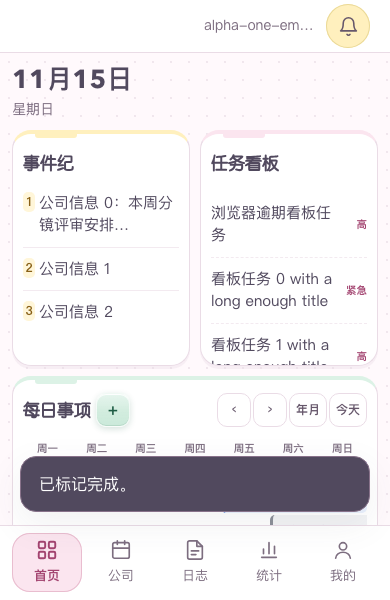 alpha-one-em...
11月15日
星期日
事件纪
1 公司信息 0：本周分
镜评审安排...
2 公司信息 1
3 公司信息 2
任务看板
浏览器逾期看板任
务
高
看板任务 0 with a
long enough title
紧急
看板任务 1 with a
long enough title
高
每日事项
+
‹
›
年月
今天
周一 周二 周三 周四 周五 周六 周日
已标记完成。
首页 公司 日志 统计 我的